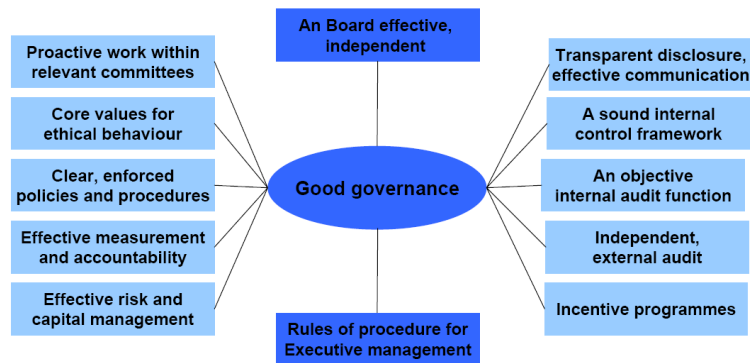 An Board effective,
independent
Proactive work within
relevant committees
Core values for
ethical behaviour
Clear, enforced
policies and procedures
Effective measurement
and accountability
Effective risk and
capital management
Good governance
Transparent disclosure,
effective communication
A sound internal
control framework
An objective
internal audit function
Independent,
external audit
Incentive programmes
Rules of procedure for
Executive management